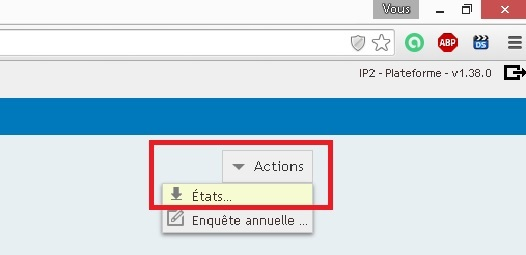 Vous
ABP
DS
IP2 - Plateforme - v1.38.0
Actions
États...
Enquête annuelle ...